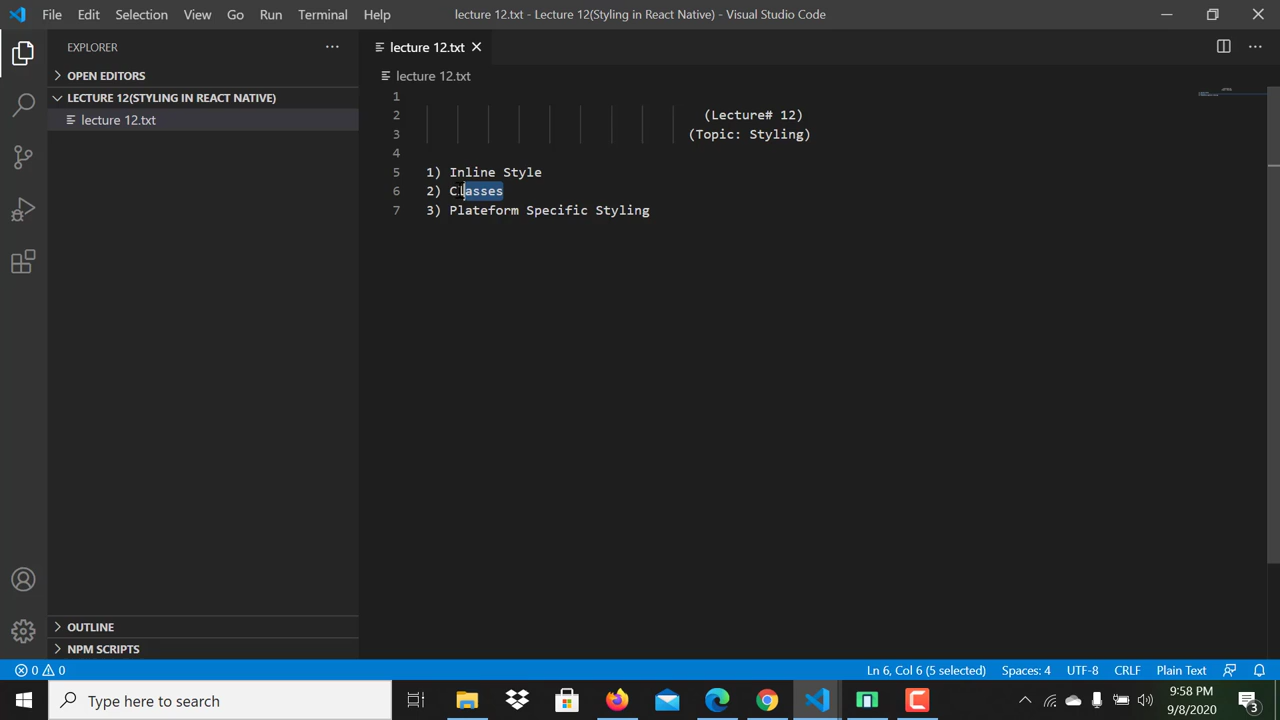 File Edit Selection View Go Run Terminal Help
lecture 12.txt - Lecture 12(Styling in React Native) - Visual Studio Code
EXPLORER
OPEN EDITORS
LECTURE 12(STYLING IN REACT NATIVE)
lecture 12.txt
OUTLINE
NPM SCRIPTS
lecture 12.txt
lecture 12.txt
1
2 (Lecture# 12)
3 (Topic: Styling)
4
5 1) Inline Style
6 2) Classes
7 3) Plateform Specific Styling
0 0
Ln 6, Col 6 (5 selected) Spaces: 4 UTF-8 CRLF Plain Text
Type here to search
9:58 PM
9/8/2020
3